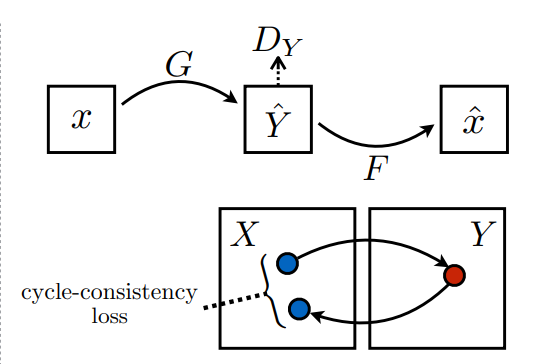 D_Y
G
x
Ŷ
x̂
F
X
Y
cycle-consistency
loss